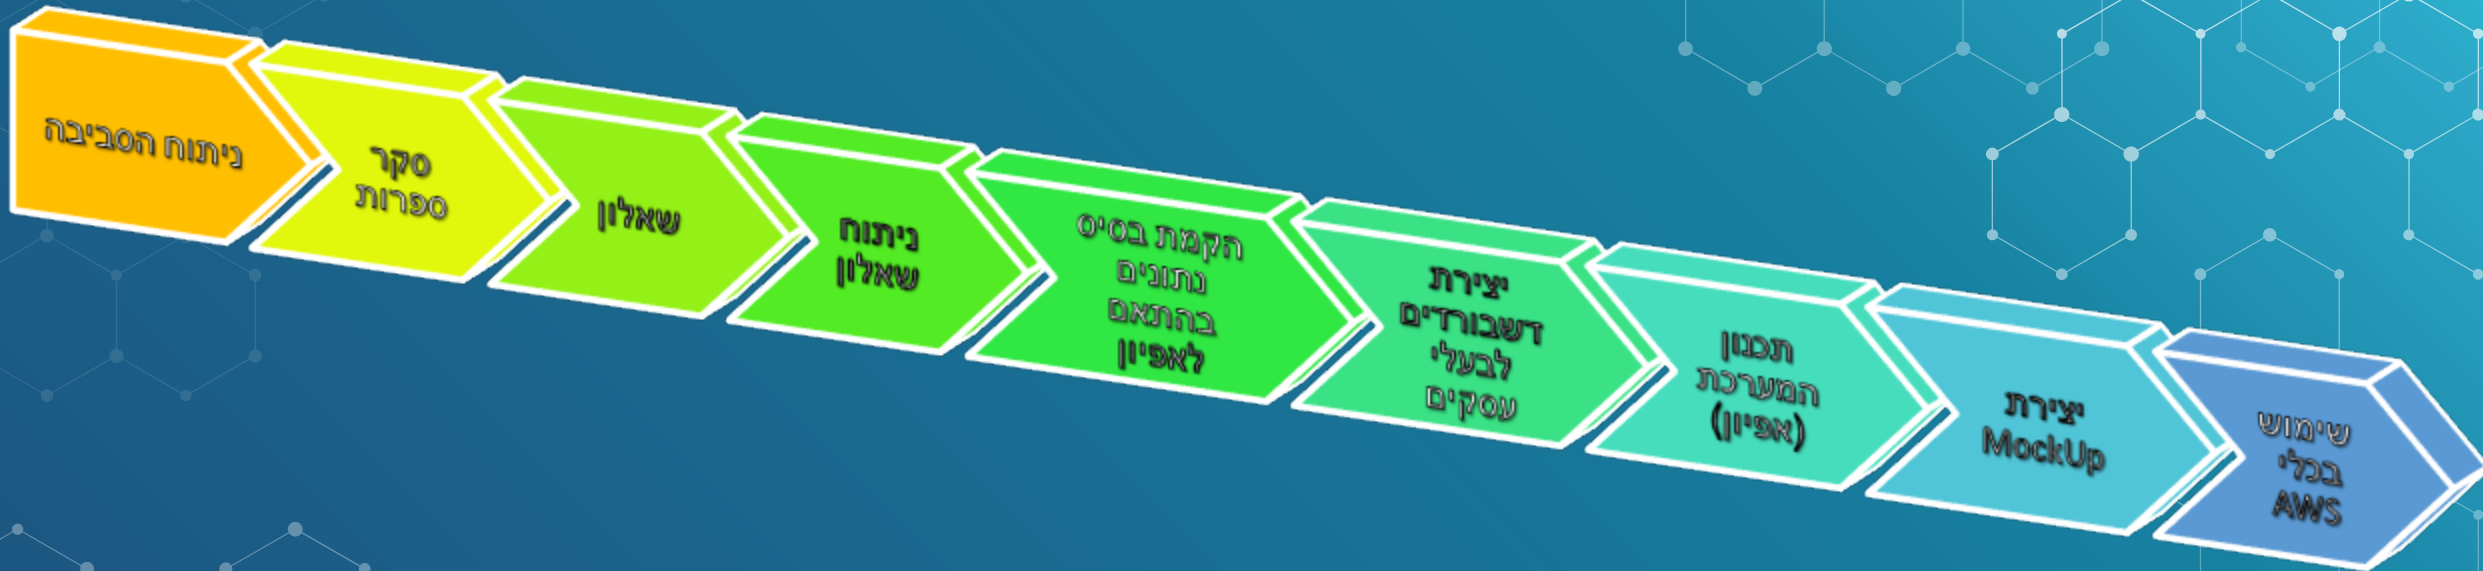 ניתוח הסביבה
סקר
ספרות
שאלון
ניתוח
שאלון
הקמת בסיס
נתונים
בהתאם
לאפיון
יצירת
דשבורדים
לבעלי
עסקים
תכנון
המערכת
(אפיון)
יצירת
MockUp
שימוש
בכלי
AWS